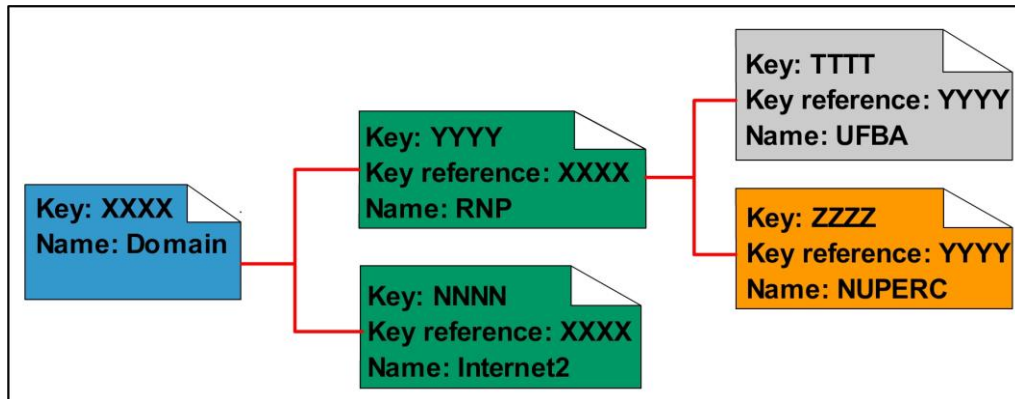 Key: XXXX
Name: Domain
Key: YYYY
Key reference: XXXX
Name: RNP
Key: NNNN
Key reference: XXXX
Name: Internet2
Key: TTTT
Key reference: YYYY
Name: UFBA
Key: ZZZZ
Key reference: YYYY
Name: NUPERC